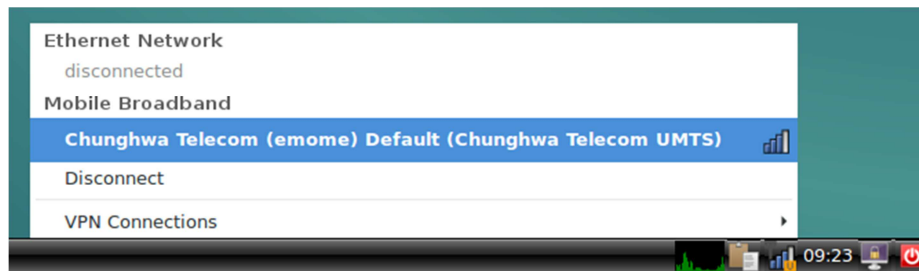 Ethernet Network
disconnected
Mobile Broadband
Chunghwa Telecom (emome) Default (Chunghwa Telecom UMTS)
Disconnect
VPN Connections
09:23